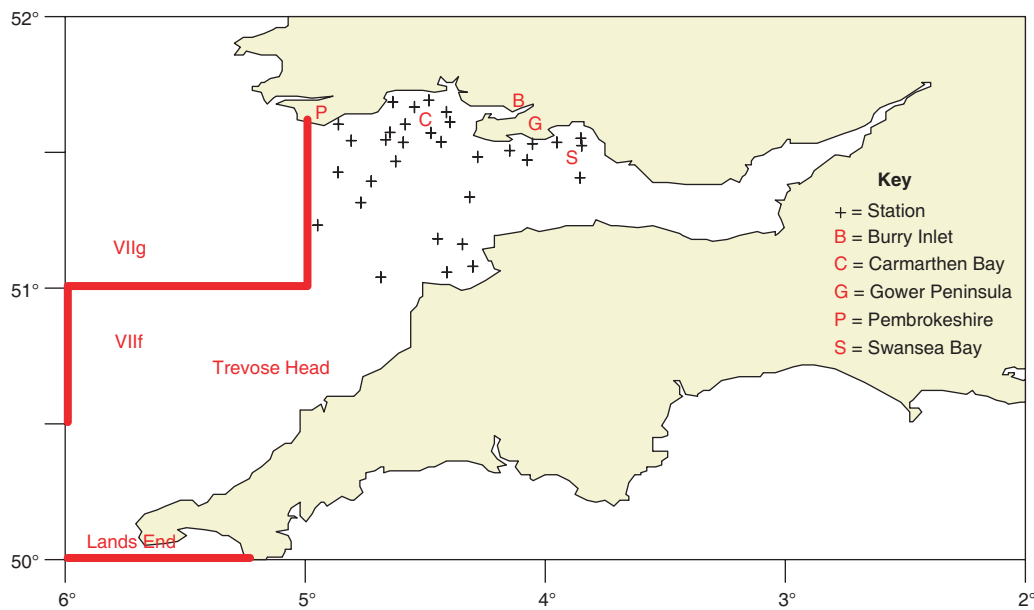 52°
51°
50°
6°
5°
4°
3°
2°
P
B
C
G
S
VIIg
VIIf
Trevose Head
Lands End
Key
+ = Station
B = Burry Inlet
C = Carmarthen Bay
G = Gower Peninsula
P = Pembrokeshire
S = Swansea Bay